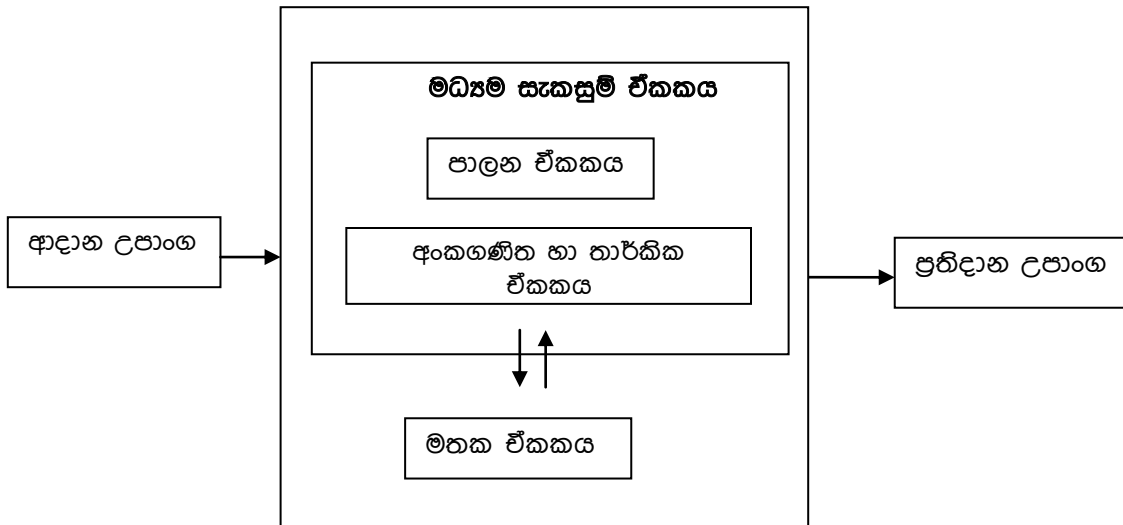 මධ්‍යම සැකසුම් ඒකකය
පාලන ඒකකය
ආදාන උපාංග
අංකගණිත හා තාර්කික
ඒකකය
ප්‍රතිදාන උපාංග
මතක ඒකකය